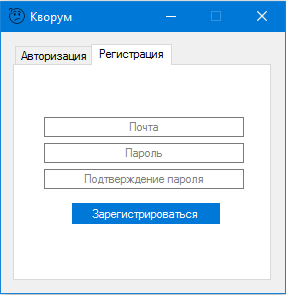 Кворум
Авторизация Регистрация
Почта
Пароль
Подтверждение пароля
Зарегистрироваться